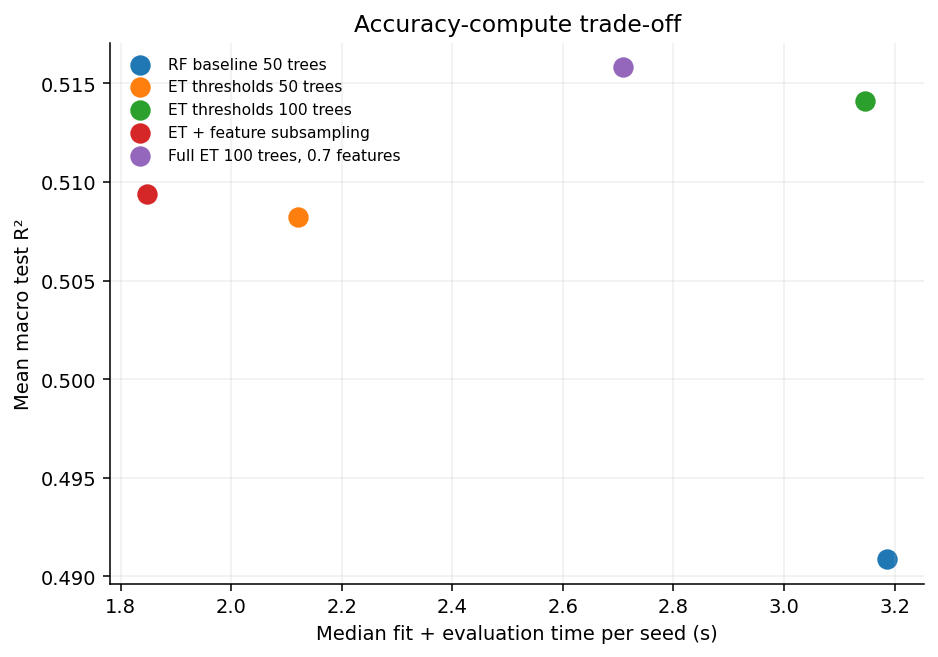 Accuracy-compute trade-off
RF baseline 50 trees
ET thresholds 50 trees
ET thresholds 100 trees
ET + feature subsampling
Full ET 100 trees, 0.7 features
Mean macro test R²
0.515
0.510
0.505
0.500
0.495
0.490
1.8 2.0 2.2 2.4 2.6 2.8 3.0 3.2
Median fit + evaluation time per seed (s)